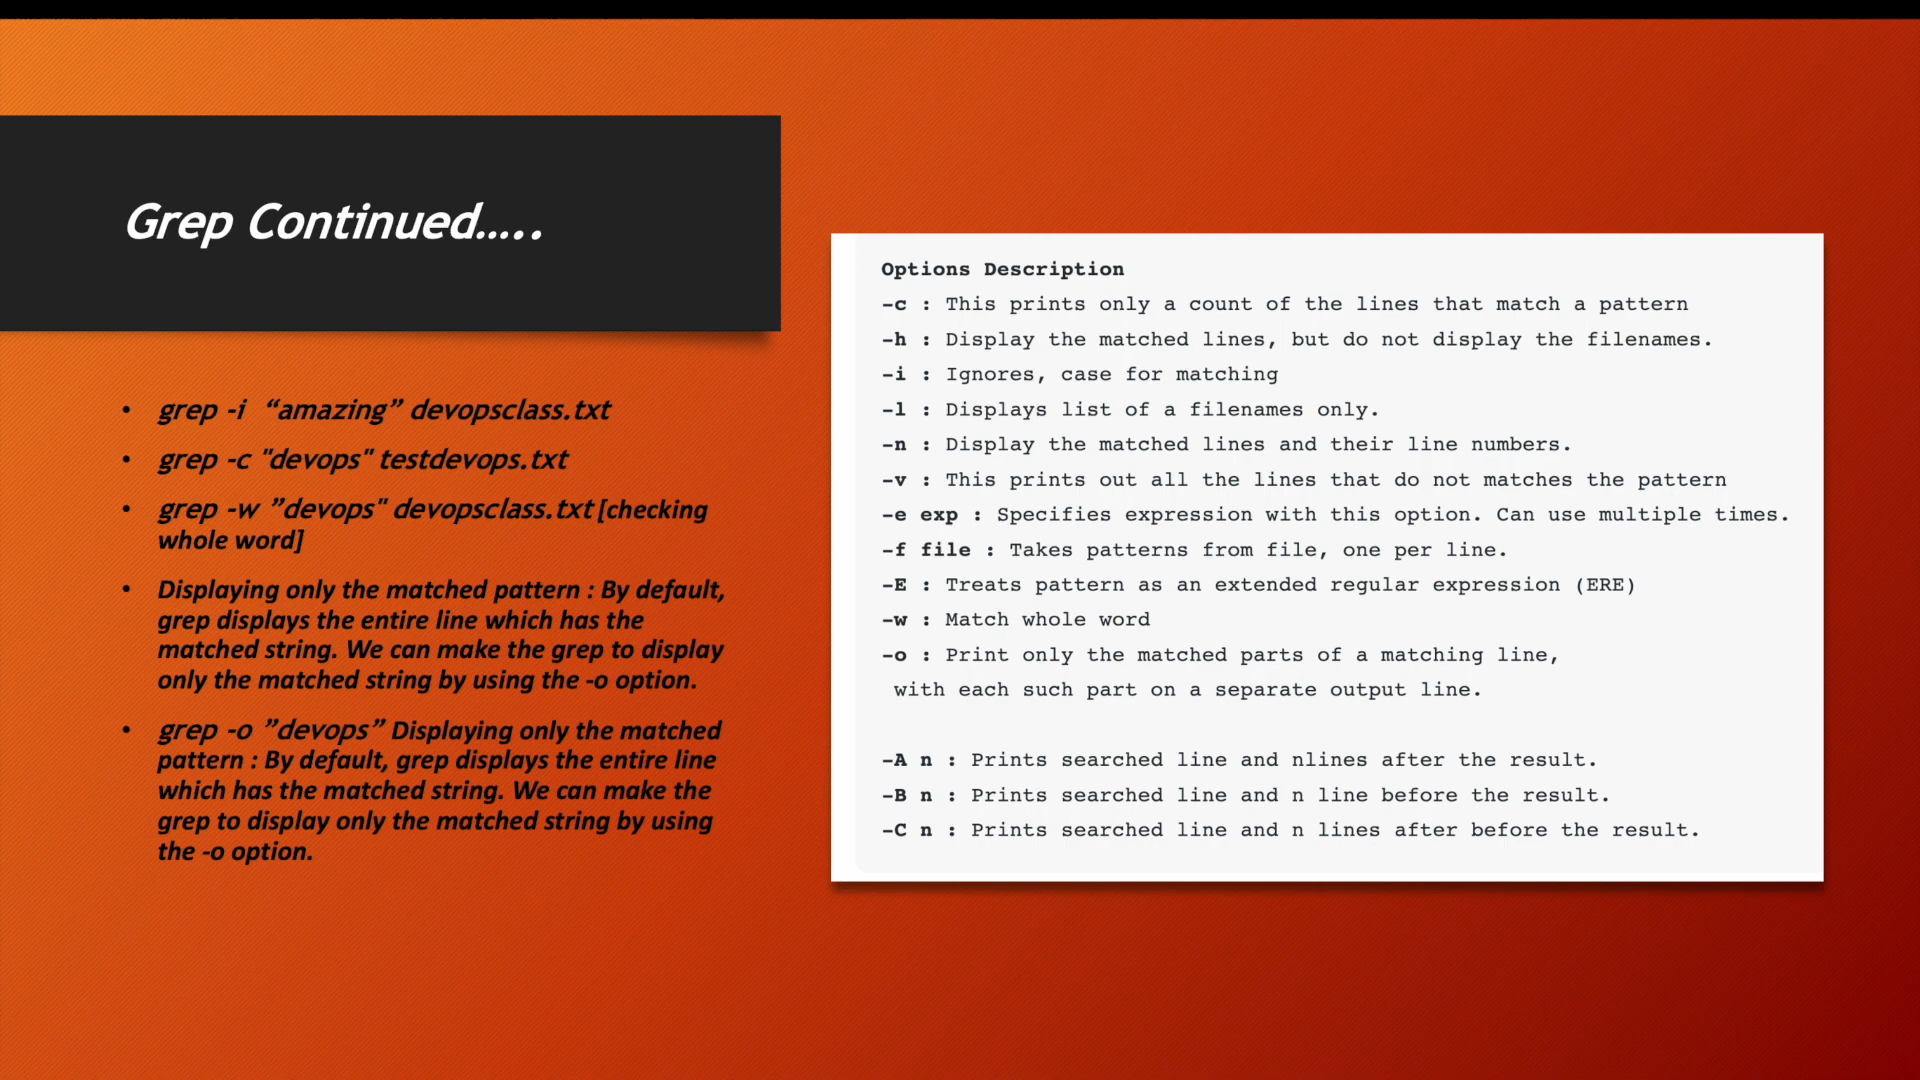 Grep Continued…..
• grep -i “amazing” devopsclass.txt
• grep -c "devops" testdevops.txt
• grep -w ”devops" devopsclass.txt [checking
whole word]
• Displaying only the matched pattern : By default,
grep displays the entire line which has the
matched string. We can make the grep to display
only the matched string by using the -o option.
• grep -o ”devops” Displaying only the matched
pattern : By default, grep displays the entire line
which has the matched string. We can make the
grep to display only the matched string by using
the -o option.
Options Description
-c : This prints only a count of the lines that match a pattern
-h : Display the matched lines, but do not display the filenames.
-i : Ignores, case for matching
-l : Displays list of a filenames only.
-n : Display the matched lines and their line numbers.
-v : This prints out all the lines that do not matches the pattern
-e exp : Specifies expression with this option. Can use multiple times.
-f file : Takes patterns from file, one per line.
-E : Treats pattern as an extended regular expression (ERE)
-w : Match whole word
-o : Print only the matched parts of a matching line,
with each such part on a separate output line.
-A n : Prints searched line and nlines after the result.
-B n : Prints searched line and n line before the result.
-C n : Prints searched line and n lines after before the result.